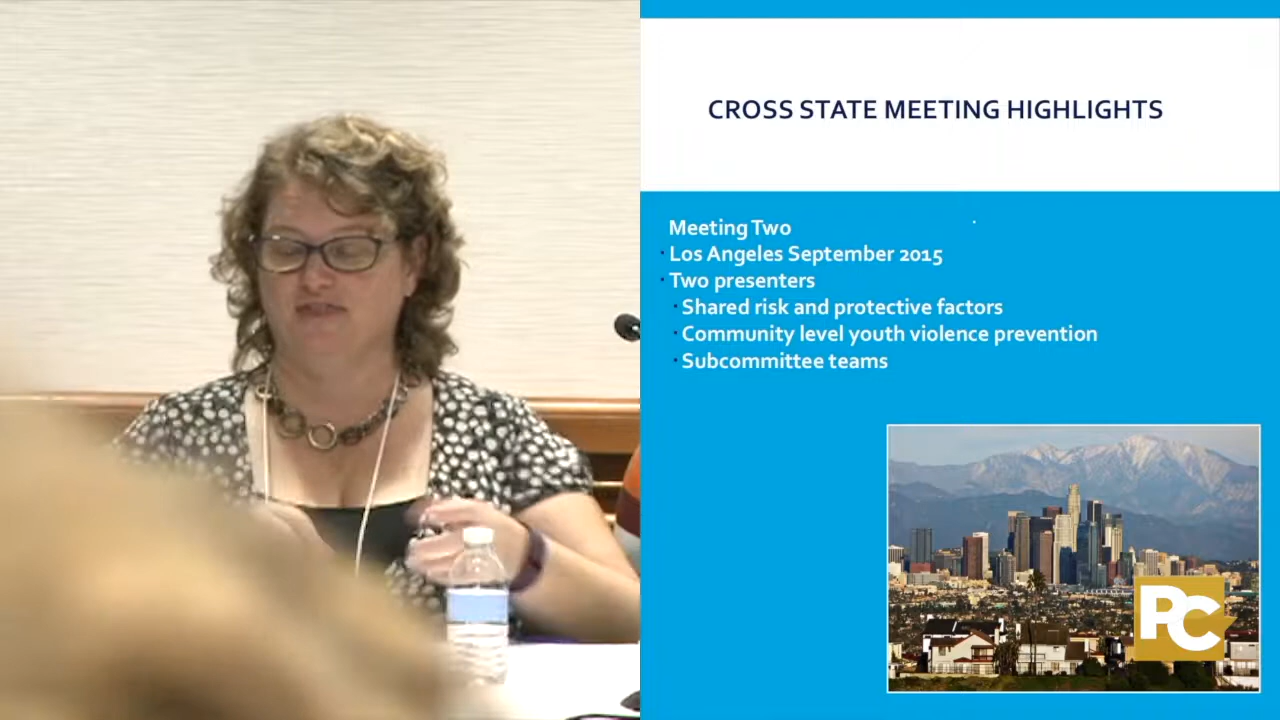 CROSS STATE MEETING HIGHLIGHTS
Meeting Two
Los Angeles September 2015
Two presenters
Shared risk and protective factors
Community level youth violence prevention
Subcommittee teams
PC